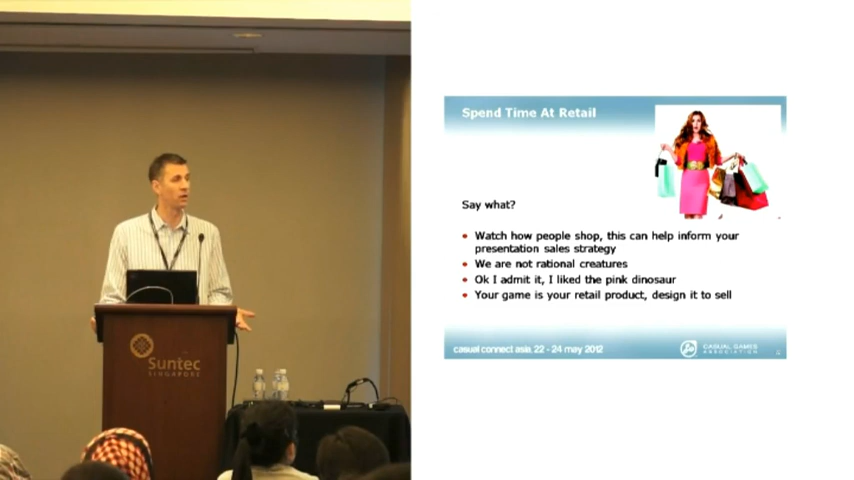 Suntec
SINGAPORE
Spend Time At Retail
Say what?
Watch how people shop, this can help inform your
presentation sales strategy
We are not rational creatures
Ok I admit it, I liked the pink dinosaur
Your game is your retail product, design it to sell
casual connect asia, 22 - 24 may 2012
CASUAL GAMES
ASSOCIATION